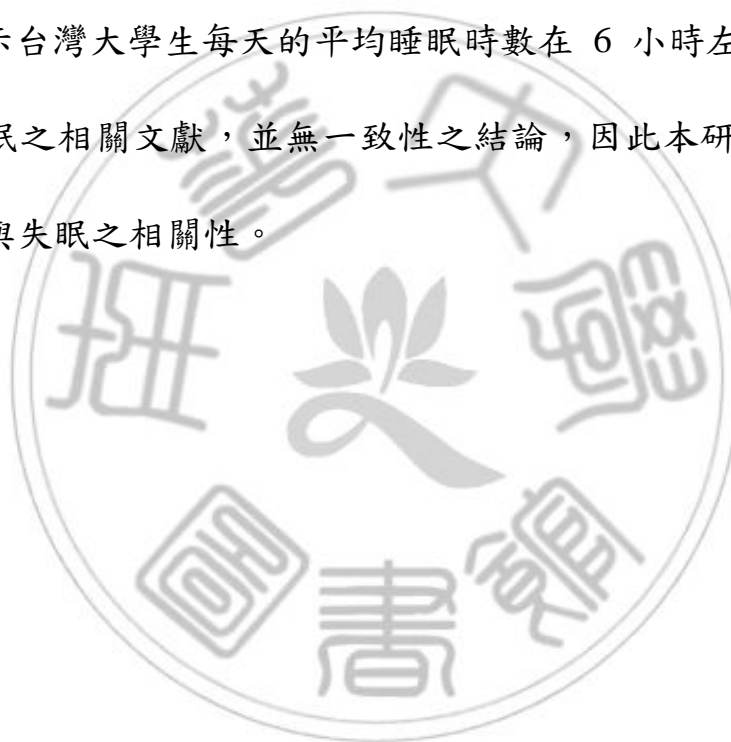 示台灣大學生每天的平均睡眠時數在 6 小時左
眠之相關文獻，並無一致性之結論，因此本研
與失眠之相關性。